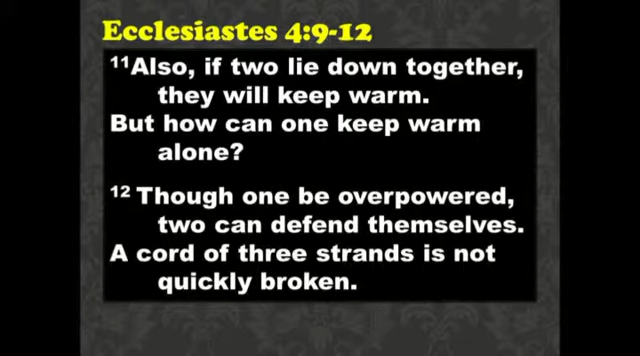 Ecclesiastes 4:9-12
¹¹Also, if two lie down together,
they will keep warm.
But how can one keep warm
alone?
¹² Though one be overpowered,
two can defend themselves.
A cord of three strands is not
quickly broken.